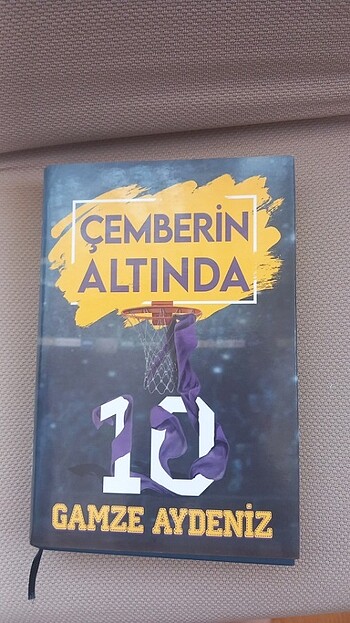 ÇEMBERİN
ALTINDA
10
GAMZE AYDENİZ